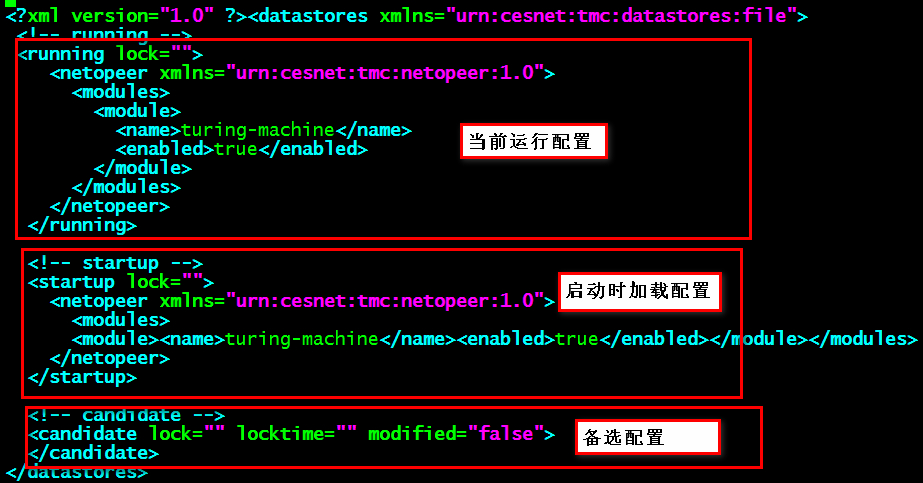 <?xml version="1.0" ?><datastores xmlns="urn:cesnet:tmc:datastores:file">
<!-- running -->
<running lock="">
<netopeer xmlns="urn:cesnet:tmc:netopeer:1.0">
<modules>
<module>
<name>turing-machine</name>
<enabled>true</enabled>
当前运行配置
</module>
</modules>
</netopeer>
</running>
<!-- startup -->
<startup lock="">
启动时加载配置
<netopeer xmlns="urn:cesnet:tmc:netopeer:1.0">
<modules>
<module><name>turing-machine</name><enabled>true</enabled></module></modules>
</netopeer>
</startup>
<!-- candidate -->
<candidate lock="" locktime="" modified="false">
备选配置
</candidate>
</datastores>